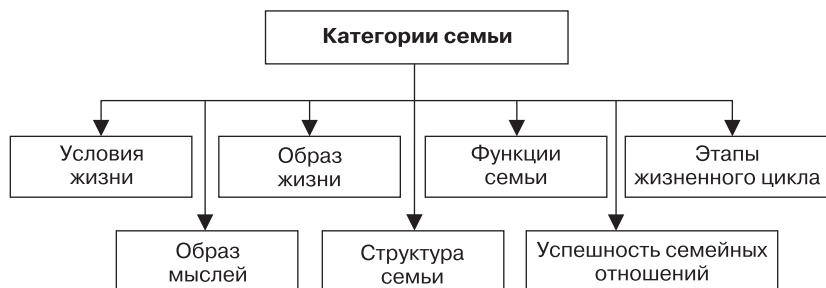 Категории семьи
Условия
жизни
Образ
жизни
Функции
семьи
Этапы
жизненного цикла
Образ
мыслей
Структура
семьи
Успешность семейных
отношений